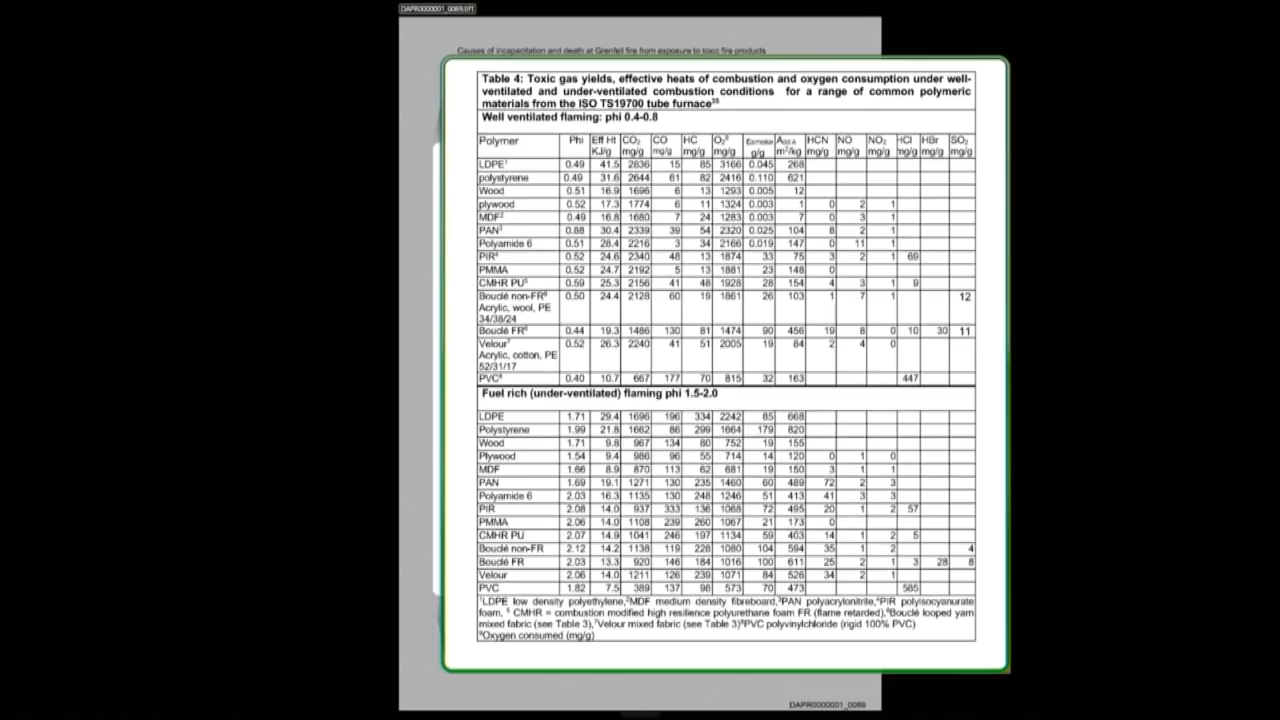 DAPR0000001_0069.tif
Causes of incapacitation and death at Grenfell fire from exposure to toxic fire products
Table 4: Toxic gas yields, effective heats of combustion and oxygen consumption under well-
ventilated and under-ventilated combustion conditions for a range of common polymeric
materials from the ISO TS19700 tube furnace³⁵
Well ventilated flaming: phi 0.4-0.8
Polymer Phi Eff Ht KJ/g CO₂ mg/g CO mg/g HC mg/g O₂⁹ mg/g Esmoke g/g A_SEA m²/kg HCN mg/g NO mg/g NO₂ mg/g HCl mg/g HBr mg/g SO₂ mg/g
LDPE¹ 0.49 41.5 2836 15 85 3166 0.045 268
polystyrene 0.49 31.6 2644 61 82 2416 0.110 621
Wood 0.51 16.9 1696 6 13 1293 0.005 12
plywood 0.52 17.3 1774 6 11 1324 0.003 1 0 2 1
MDF² 0.49 16.8 1680 7 24 1283 0.003 7 0 3 1
PAN³ 0.68 30.4 2339 39 54 2320 0.025 104 8 2 1
Polyamide 6 0.51 28.4 2216 3 34 2166 0.019 147 0 11 1
PIR⁴ 0.52 24.6 2340 48 13 1874 33 75 3 2 1 69
PMMA 0.52 24.7 2192 5 13 1881 23 148 0
CMHR PU⁵ 0.59 25.3 2156 41 48 1928 28 154 4 3 1 9
Bouclé non-FR⁶ 0.50 24.4 2128 60 19 1861 26 103 1 7 1 12
Acrylic, wool, PE
34/38/24
Bouclé FR⁶ 0.44 19.3 1486 130 81 1474 90 456 19 8 0 10 30 11
Velour⁷ 0.52 26.3 2240 41 51 2005 19 84 2 4 0
Acrylic, cotton, PE
52/31/17
PVC⁸ 0.40 10.7 667 177 70 815 32 163 447
Fuel rich (under-ventilated) flaming phi 1.5-2.0
LDPE 1.71 29.4 1696 196 334 2242 85 668
Polystyrene 1.99 21.8 1662 86 299 1664 179 820
Wood 1.71 9.8 967 134 80 752 19 155
Plywood 1.54 9.4 986 96 55 714 14 120 0 1 0
MDF 1.66 8.9 870 113 62 681 19 150 3 1 1
PAN 1.69 19.1 1271 130 235 1460 60 489 72 2 3
Polyamide 6 2.03 16.3 1135 130 248 1246 51 413 41 3 3
PIR 2.08 14.0 937 333 136 1068 72 495 20 1 2 57
PMMA 2.06 14.0 1108 239 260 1067 21 173 0
CMHR PU 2.07 14.9 1041 246 197 1134 59 403 14 1 2 5
Bouclé non-FR 2.12 14.2 1138 119 228 1080 104 594 35 1 2 4
Bouclé FR 2.03 13.3 920 146 184 1016 100 611 25 2 1 3 28 8
Velour 2.06 14.0 1211 126 239 1071 84 526 34 2 1
PVC 1.82 7.5 389 137 98 573 70 473 585
¹LDPE low density polyethylene,²MDF medium density fibreboard,³PAN polyacrylonitrile,⁴PIR polyisocyanurate
foam, ⁵ CMHR = combustion modified high resilience polyurethane foam FR (flame retarded),⁶Bouclé looped yarn
mixed fabric (see Table 3),⁷Velour mixed fabric (see Table 3)⁸PVC polyvinylchloride (rigid 100% PVC)
⁹Oxygen consumed (mg/g)
DAPR0000001_0069